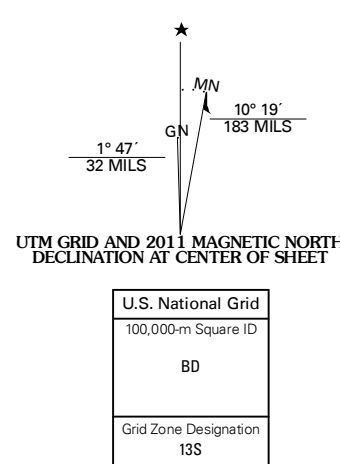 MN
GN
10° 19´
183 MILS
1° 47´
32 MILS
UTM GRID AND 2011 MAGNETIC NORTH
DECLINATION AT CENTER OF SHEET
U.S. National Grid
100,000-m Square ID
BD
Grid Zone Designation
13S